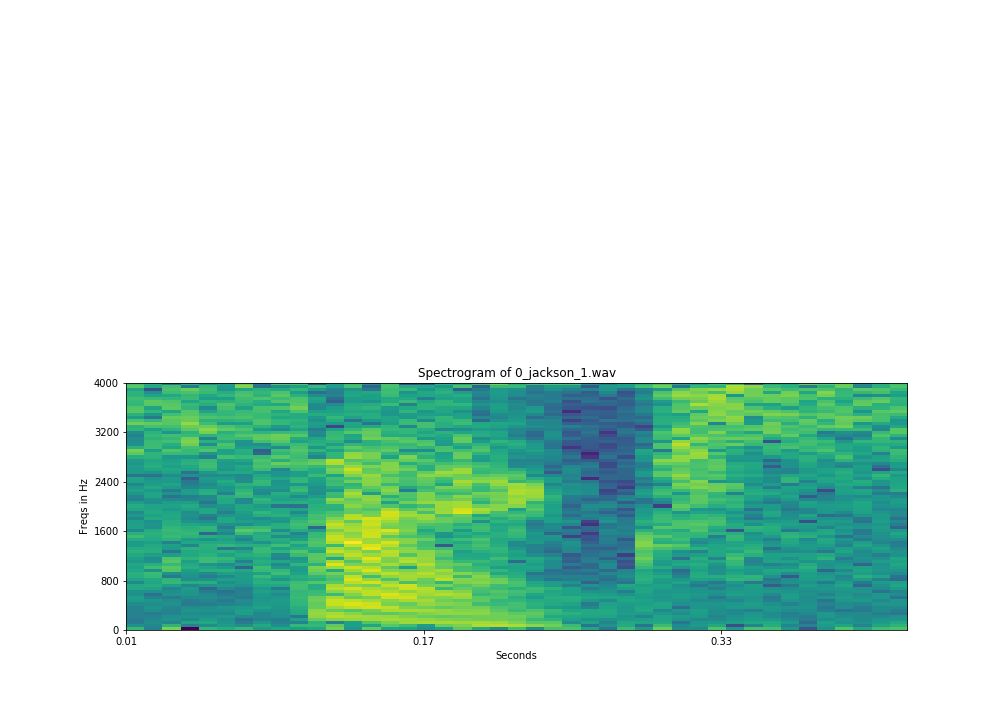 Spectrogram of 0_jackson_1.wav
4000
3200
2400
1600
800
0
Freqs in Hz
0.01 0.17 0.33
Seconds